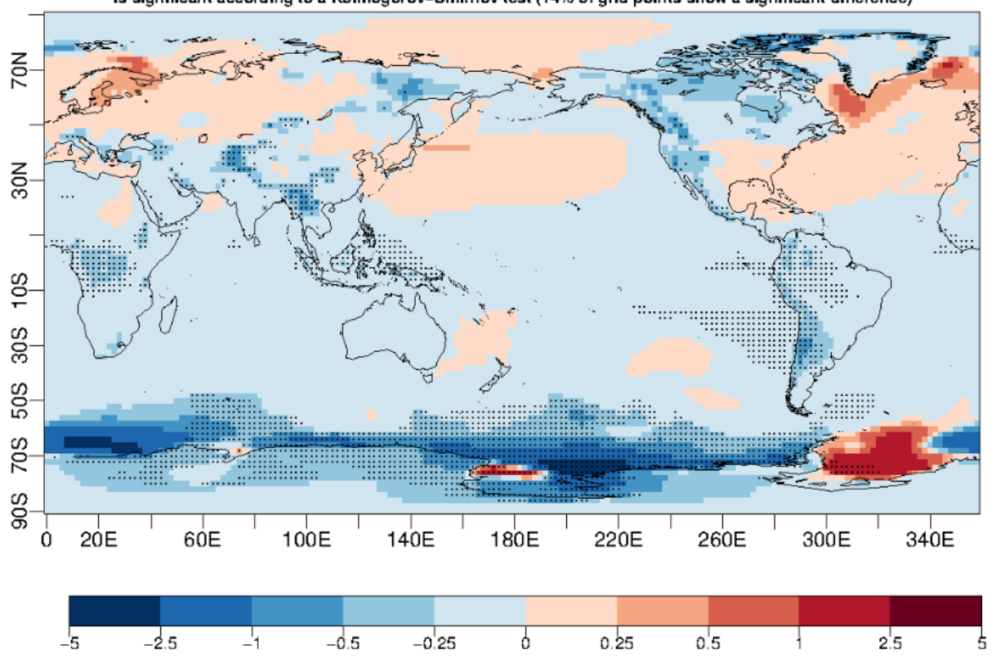 is significant according to a Kolmogorov-Smirnov test (14% of grid points show a significant difference)
70N
30N
10S
30S
50S
70S
90S
0 20E 60E 100E 140E 180E 220E 260E 300E 340E
-5 -2.5 -1 -0.5 -0.25 0 0.25 0.5 1 2.5 5